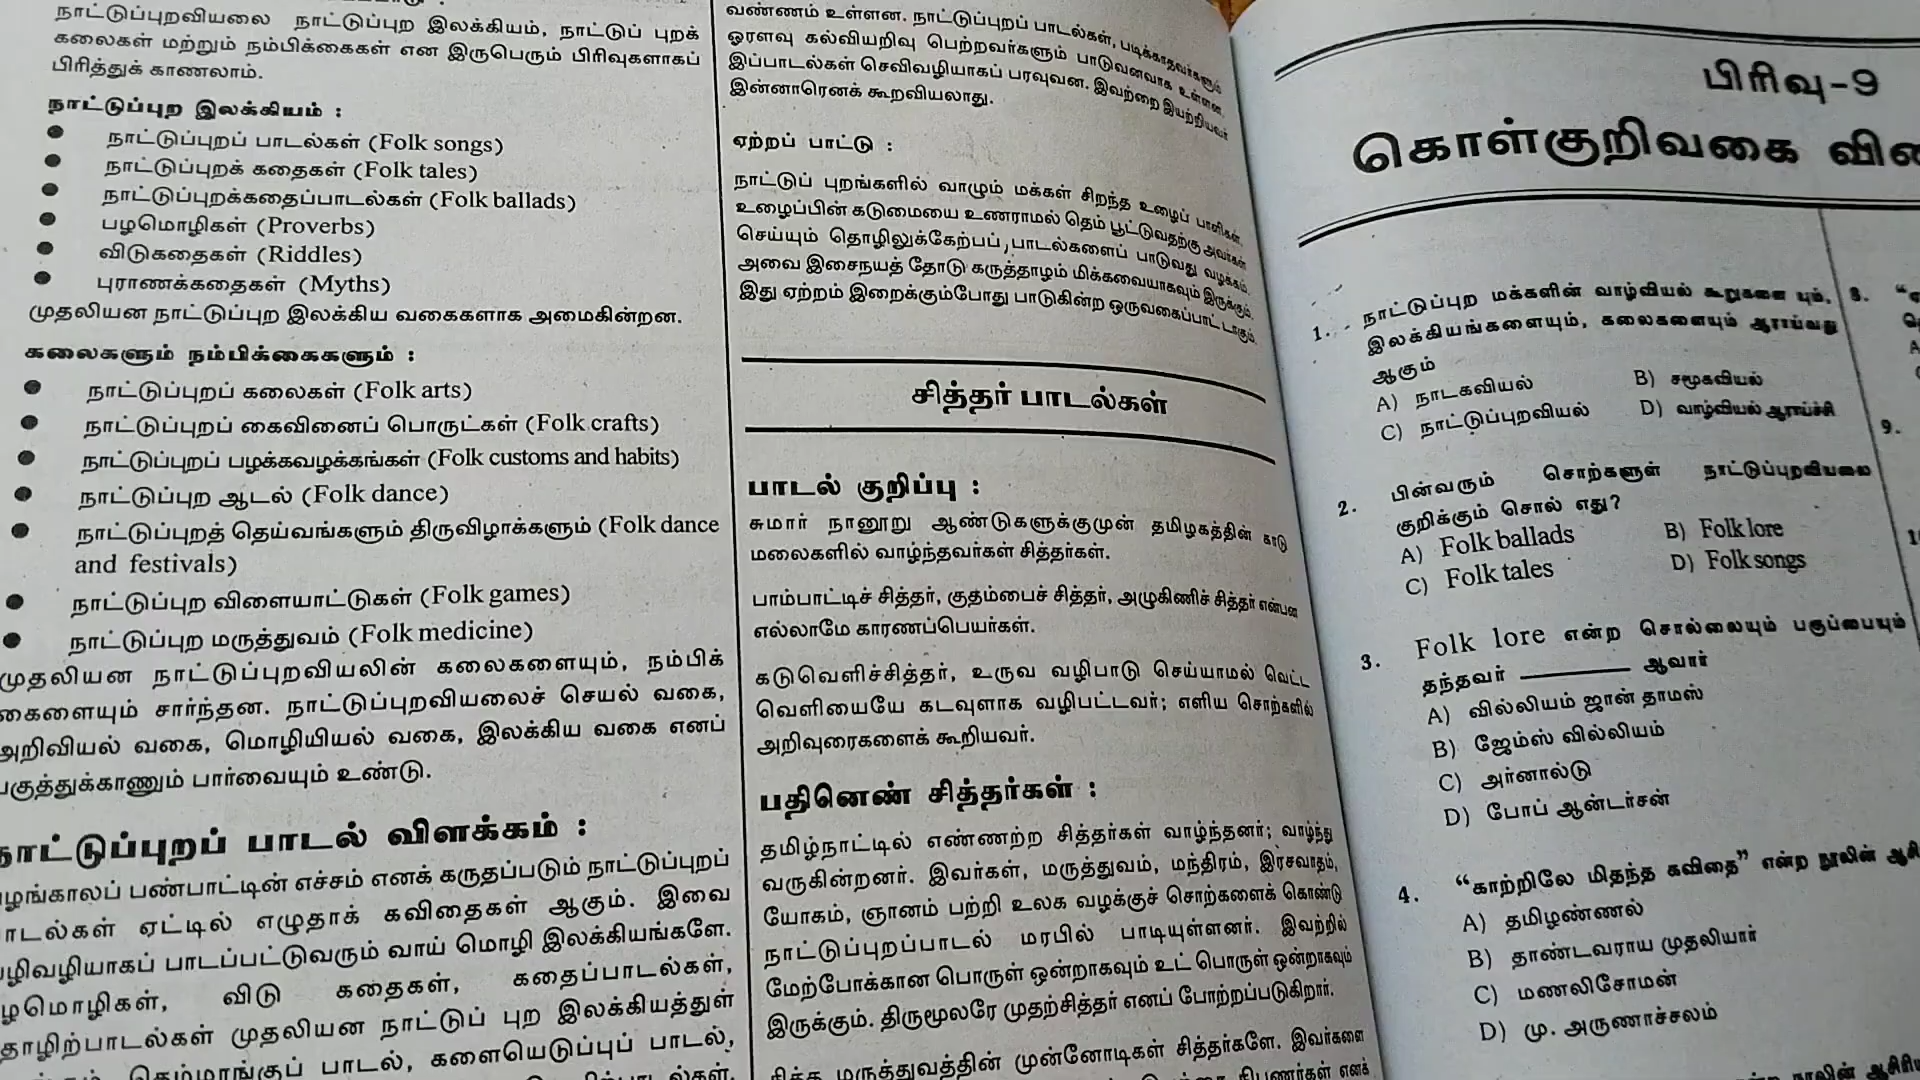 நாட்டுப்புறவியலை நாட்டுப்புற இலக்கியம், நாட்டுப் புறக்
கலைகள் மற்றும் நம்பிக்கைகள் என இருபெரும் பிரிவுகளாகப்
பிரித்துக் காணலாம்.
நாட்டுப்புற இலக்கியம் :
● நாட்டுப்புறப் பாடல்கள் (Folk songs)
● நாட்டுப்புறக் கதைகள் (Folk tales)
● நாட்டுப்புறக்கதைப்பாடல்கள் (Folk ballads)
● பழமொழிகள் (Proverbs)
● விடுகதைகள் (Riddles)
● புராணக்கதைகள் (Myths)
முதலியன நாட்டுப்புற இலக்கிய வகைகளாக அமைகின்றன.
கலைகளும் நம்பிக்கைகளும் :
● நாட்டுப்புறப் கலைகள் (Folk arts)
● நாட்டுப்புறப் கைவினைப் பொருட்கள் (Folk crafts)
● நாட்டுப்புறப் பழக்கவழக்கங்கள் (Folk customs and habits)
● நாட்டுப்புற ஆடல் (Folk dance)
● நாட்டுப்புறத் தெய்வங்களும் திருவிழாக்களும் (Folk dance
and festivals)
● நாட்டுப்புற விளையாட்டுகள் (Folk games)
● நாட்டுப்புற மருத்துவம் (Folk medicine)
முதலியன நாட்டுப்புறவியலின் கலைகளையும், நம்பிக்
கைகளையும் சார்ந்தன. நாட்டுப்புறவியலைச் செயல் வகை,
அறிவியல் வகை, மொழியியல் வகை, இலக்கிய வகை எனப்
பகுத்துக்காணும் பார்வையும் உண்டு.
நாட்டுப்புறப் பாடல் விளக்கம் :
பண்பாட்டின் எச்சம் எனக் கருதப்படும் நாட்டுப்புறப்
ஏட்டில் எழுதாக் கவிதைகள் ஆகும். இவை
பாடப்பட்டுவரும் வாய் மொழி இலக்கியங்களே.
விடு கதைகள், கதைப்பாடல்கள்,
முதலியன நாட்டுப் புற இலக்கியத்துள்
பாடல், களையெடுப்புப் பாடல்,
வண்ணம் உள்ளன. நாட்டுப்புறப் பாடல்கள், படிக்காதவர்களும்
ஓரளவு கல்வியறிவு பெற்றவர்களும் பாடுவனவாக உள்ளன.
இப்பாடல்கள் செவிவழியாகப் பரவுவன. இவற்றை இயற்றியவர்
இன்னாரெனக் கூறவியலாது.
ஏற்றப் பாட்டு :
நாட்டுப் புறங்களில் வாழும் மக்கள் சிறந்த உழைப் பாளிகள்.
உழைப்பின் கடுமையை உணராமல் தெம் பூட்டுவதற்கு அவர்கள்
செய்யும் தொழிலுக்கேற்பப் பாடல்களைப் பாடுவது வழக்கம்.
அவை இசைநயத் தோடு கருத்தாழம் மிக்கவையாகவும் இருக்கும்.
இது ஏற்றம் இறைக்கும்போது பாடுகின்ற ஒருவகைப்பாட் டாகும்.
சித்தர் பாடல்கள்
பாடல் குறிப்பு :
சுமார் நானூறு ஆண்டுகளுக்குமுன் தமிழகத்தின் காடு
மலைகளில் வாழ்ந்தவர்கள் சித்தர்கள்.
பாம்பாட்டிச் சித்தர், குதம்பைச் சித்தர், அழுகிணிச் சித்தர் என்பன
எல்லாமே காரணப்பெயர்கள்.
கடுவெளிச்சித்தர், உருவ வழிபாடு செய்யாமல் வெட்ட
வெளியையே கடவுளாக வழிபட்டவர்; எளிய சொற்களில்
அறிவுரைகளைக் கூறியவர்.
பதினெண் சித்தர்கள் :
தமிழ்நாட்டில் எண்ணற்ற சித்தர்கள் வாழ்ந்தனர்; வாழ்ந்து
வருகின்றனர். இவர்கள், மருத்துவம், மந்திரம், இரசவாதம்,
யோகம், ஞானம் பற்றி உலக வழக்குச் சொற்களைக் கொண்டு
நாட்டுப்புறப்பாடல் மரபில் பாடியுள்ளனர். இவற்றில்
மேற்போக்கான பொருள் ஒன்றாகவும் உட் பொருள் ஒன்றாகவும்
இருக்கும். திருமூலரே முதற்சித்தர் எனப் போற்றப்படுகிறார்.
மருத்துவத்தின் முன்னோடிகள் சித்தர்களே. இவர்களை
பிரிவு-9
கொள்குறிவகை
1. நாட்டுப்புற மக்களின் வாழ்வியல் கூறுகளை யும்,
இலக்கியங்களையும், கலைகளையும் ஆராய்வது
ஆகும்
A) நாடகவியல் B) சமூகவியல்
C) நாட்டுப்புறவியல் D) வாழ்வியல் ஆராய்ச்சி
2. பின்வரும் சொற்களுள் நாட்டுப்புறவியலை
குறிக்கும் சொல் எது?
A) Folk ballads B) Folk lore
C) Folk tales D) Folk songs
3. Folk lore என்ற சொல்லையும் பகுப்பையும்
தந்தவர் ———— ஆவார்
A) வில்லியம் ஜான் தாமஸ்
B) ஜேம்ஸ் வில்லியம்
C) அர்னால்டு
D) போப் ஆன்டர்சன்
4. “காற்றிலே மிதந்த கவிதை” என்ற நூலின்
A) தமிழண்ணல்
B) தாண்டவராய முதலியார்
C) மணலிசோமன்
D) மு. அருணாச்சலம்
நூலின்
8.
9.